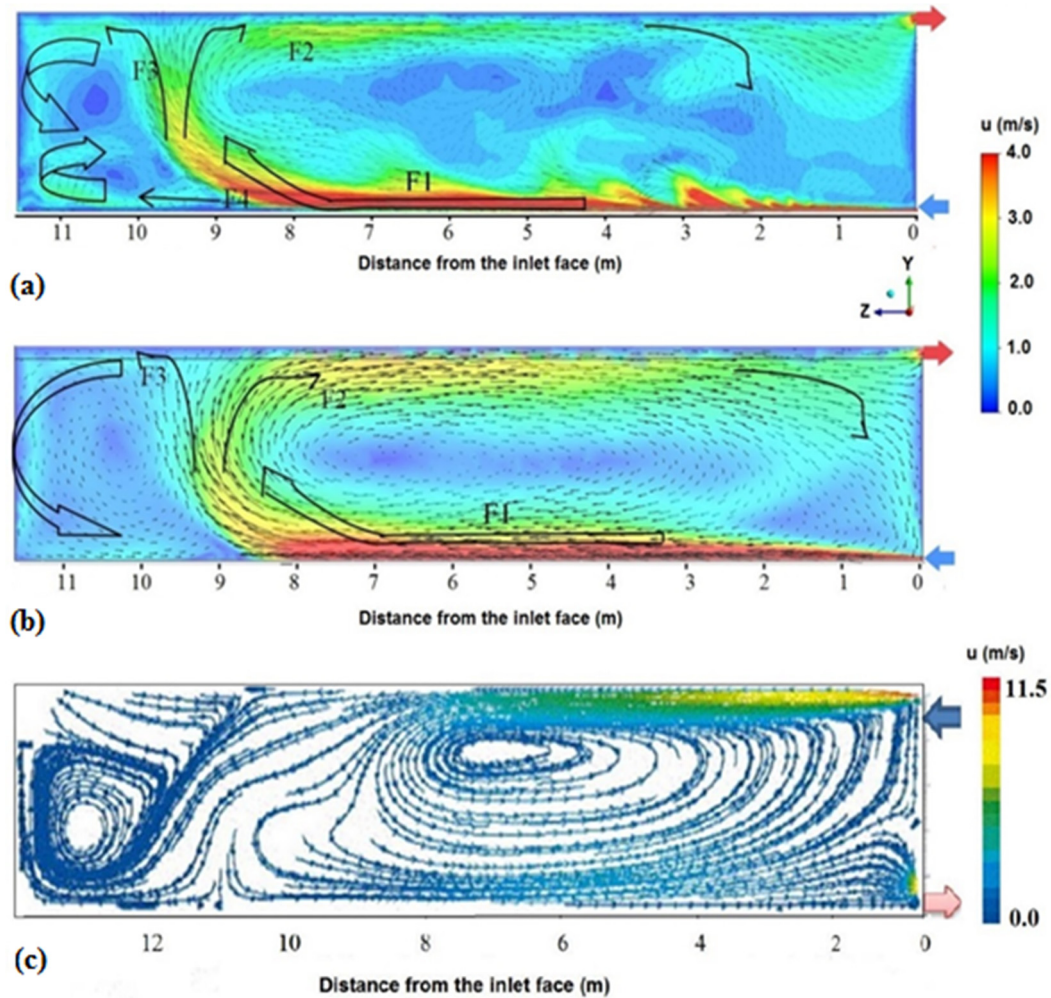 F2
F3
F1
F4
11 10 9 8 7 6 5 4 3 2 1 0
Distance from the inlet face (m)
(a)
u (m/s)
4.0
3.0
2.0
1.0
0.0
Y
Z
F3
F2
F1
11 10 9 8 7 6 5 4 3 2 1 0
Distance from the inlet face (m)
(b)
u (m/s)
11.5
0.0
12 10 8 6 4 2 0
Distance from the inlet face (m)
(c)